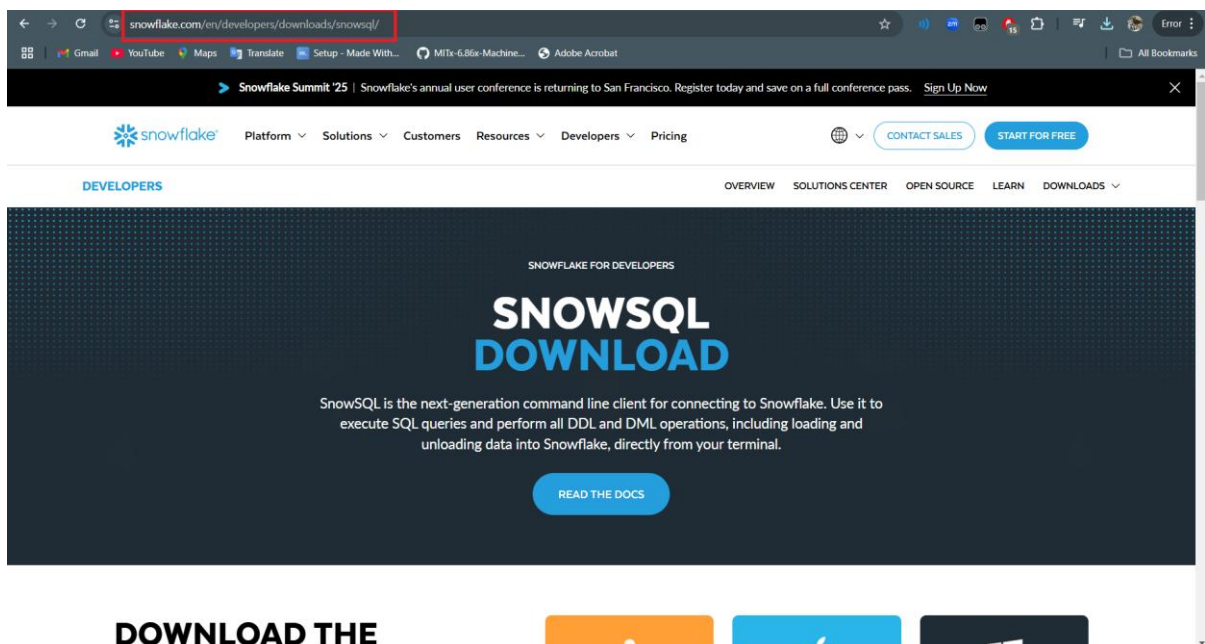 snowflake.com/en/developers/downloads/snowsql/
15
Error
Gmail YouTube Maps Translate Setup - Made With... MITx-6.86x-Machine... Adobe Acrobat All Bookmarks
Snowflake Summit '25 | Snowflake's annual user conference is returning to San Francisco. Register today and save on a full conference pass. Sign Up Now
snowflake Platform Solutions Customers Resources Developers Pricing CONTACT SALES START FOR FREE
DEVELOPERS OVERVIEW SOLUTIONS CENTER OPEN SOURCE LEARN DOWNLOADS
SNOWFLAKE FOR DEVELOPERS
SNOWSQL
DOWNLOAD
SnowSQL is the next-generation command line client for connecting to Snowflake. Use it to
execute SQL queries and perform all DDL and DML operations, including loading and
unloading data into Snowflake, directly from your terminal.
READ THE DOCS
DOWNLOAD THE